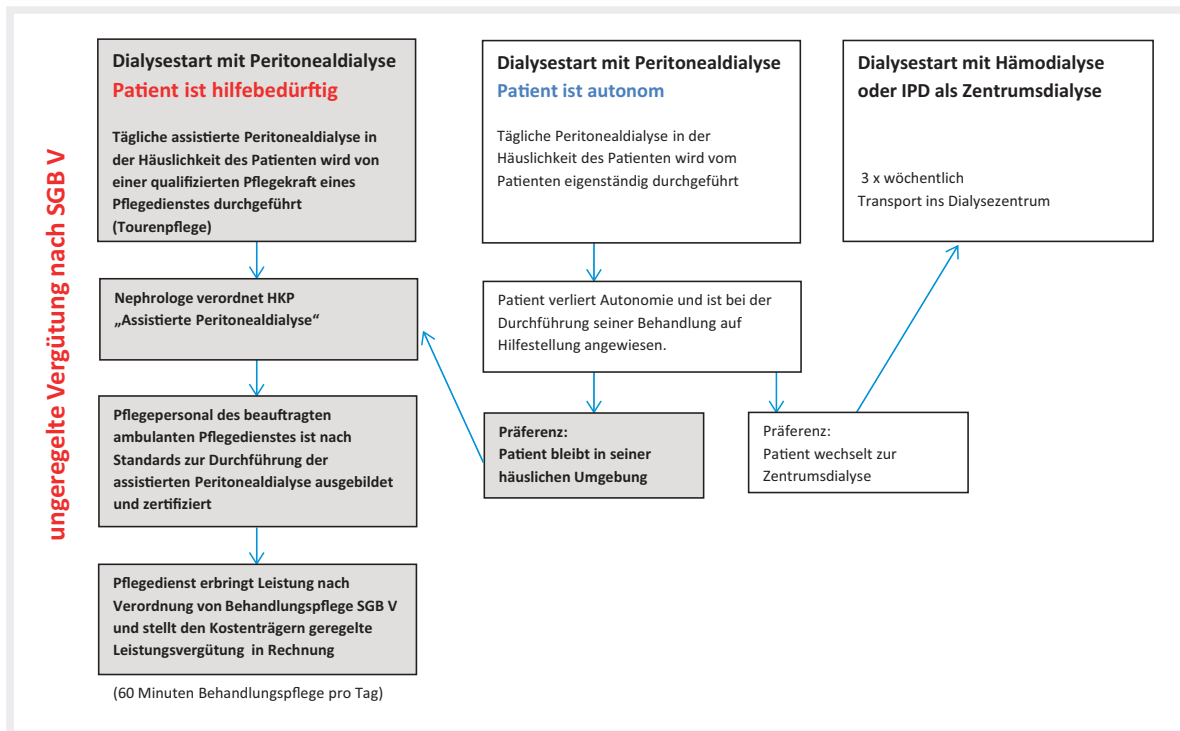 ungeregelte Vergütung nach SGB V
Dialysestart mit Peritonealdialyse
Patient ist hilfebedürftig
Tägliche assistierte Peritonealdialyse in
der Häuslichkeit des Patienten wird von
einer qualifizierten Pflegekraft eines
Pflegedienstes durchgeführt
(Tourenpflege)
Nephrologe verordnet HKP
„Assistierte Peritonealdialyse“
Pflegepersonal des beauftragten
ambulanten Pflegedienstes ist nach
Standards zur Durchführung der
assistierten Peritonealdialyse ausgebildet
und zertifiziert
Pflegedienst erbringt Leistung nach
Verordnung von Behandlungspflege SGB V
und stellt den Kostenträgern geregelte
Leistungsvergütung in Rechnung
(60 Minuten Behandlungspflege pro Tag)
Dialysestart mit Peritonealdialyse
Patient ist autonom
Tägliche Peritonealdialyse in der
Häuslichkeit des Patienten wird vom
Patienten eigenständig durchgeführt
Patient verliert Autonomie und ist bei der
Durchführung seiner Behandlung auf
Hilfestellung angewiesen.
Präferenz:
Patient bleibt in seiner
häuslichen Umgebung
Präferenz:
Patient wechselt zur
Zentrumsdialyse
Dialysestart mit Hämodialyse
oder IPD als Zentrumsdialyse
3 x wöchentlich
Transport ins Dialysezentrum